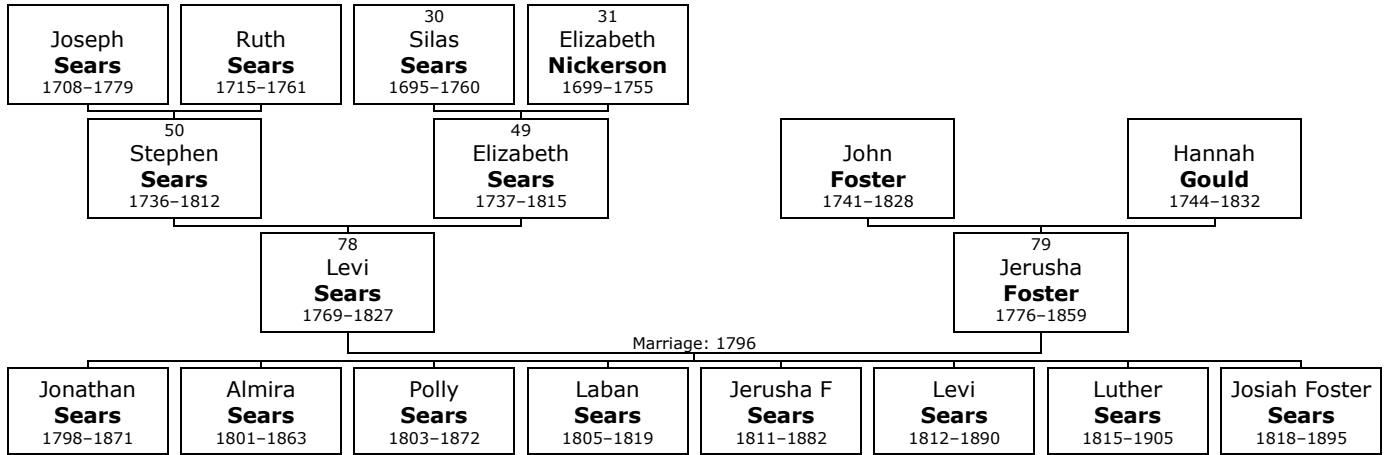 Joseph
Sears
1708–1779
Ruth
Sears
1715–1761
30
Silas
Sears
1695–1760
31
Elizabeth
Nickerson
1699–1755
50
Stephen
Sears
1736–1812
49
Elizabeth
Sears
1737–1815
John
Foster
1741–1828
Hannah
Gould
1744–1832
78
Levi
Sears
1769–1827
79
Jerusha
Foster
1776–1859
Marriage: 1796
Jonathan
Sears
1798–1871
Almira
Sears
1801–1863
Polly
Sears
1803–1872
Laban
Sears
1805–1819
Jerusha F
Sears
1811–1882
Levi
Sears
1812–1890
Luther
Sears
1815–1905
Josiah Foster
Sears
1818–1895